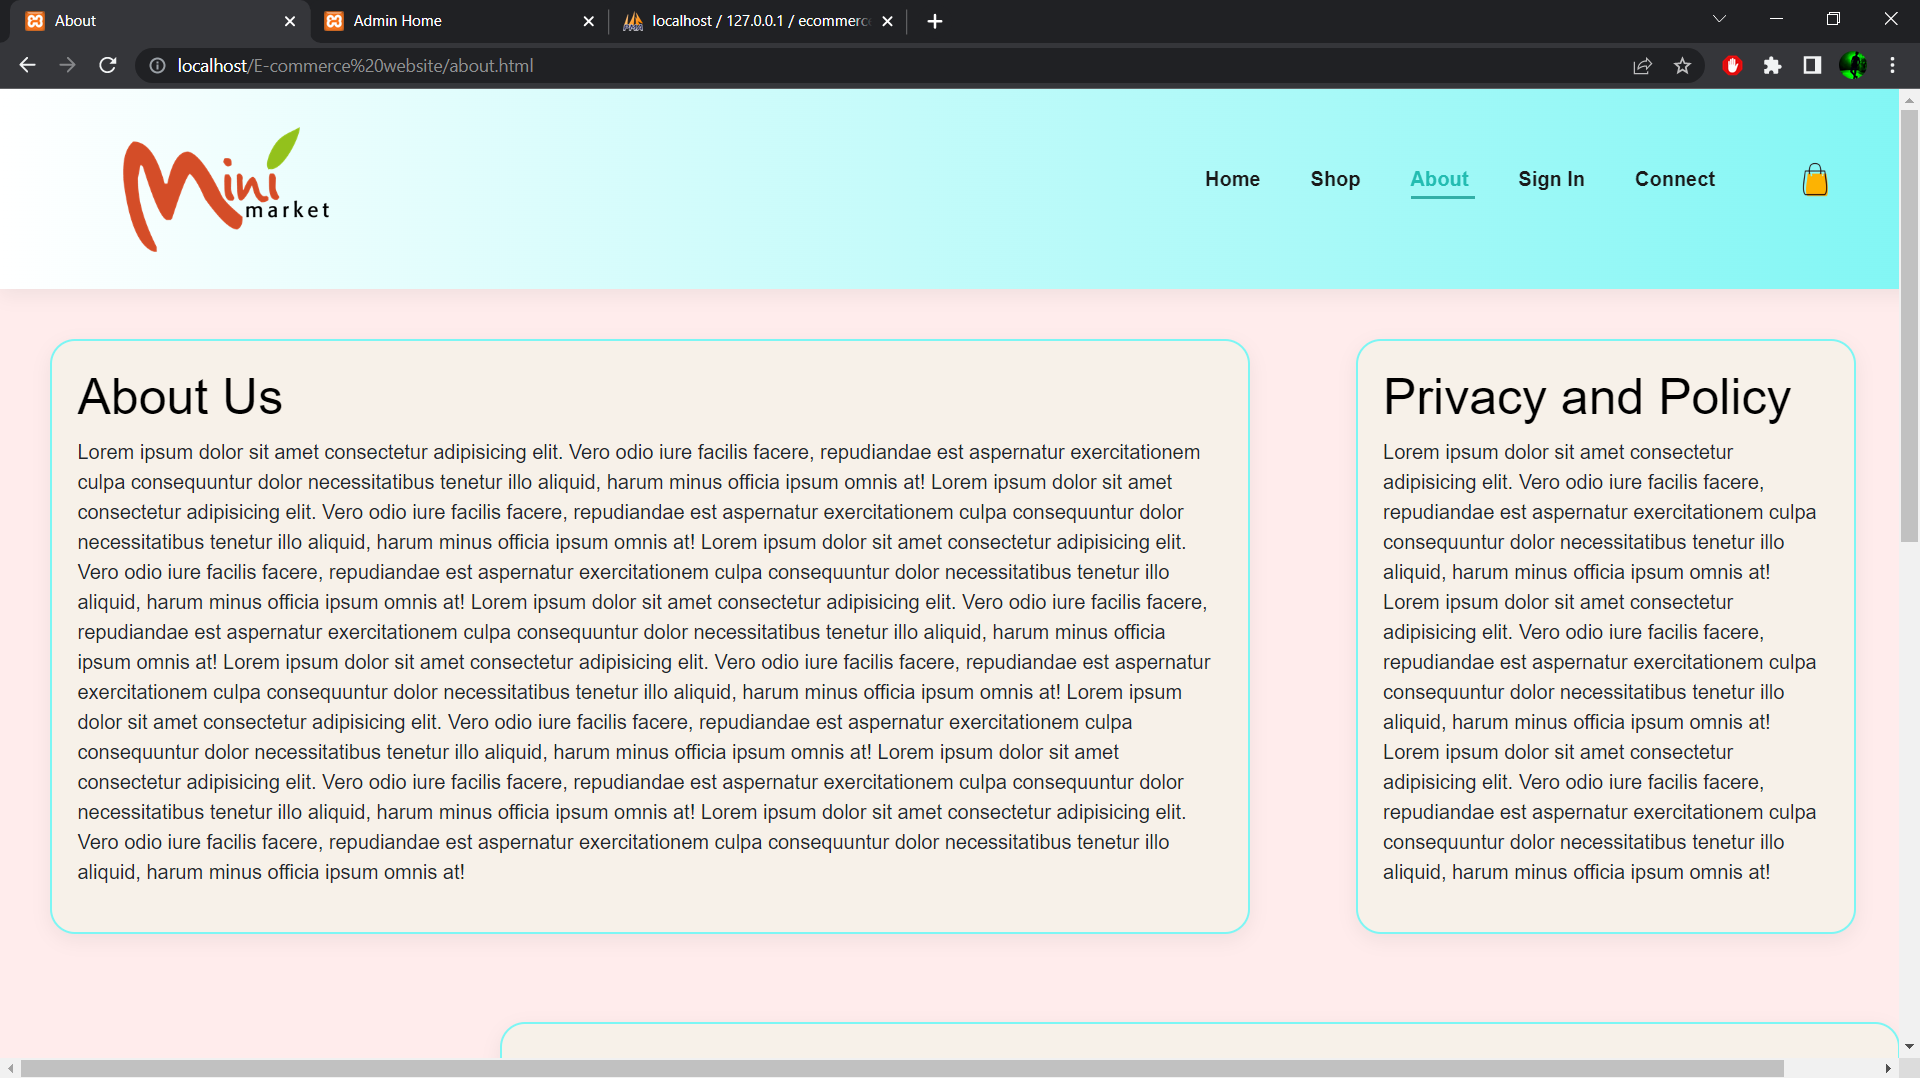 About
Admin Home
localhost / 127.0.0.1 / ecommerce
localhost/E-commerce%20website/about.html
Mini
market
Home
Shop
About
Sign In
Connect
About Us
Lorem ipsum dolor sit amet consectetur adipisicing elit. Vero odio iure facilis facere, repudiandae est aspernatur exercitationem
culpa consequuntur dolor necessitatibus tenetur illo aliquid, harum minus officia ipsum omnis at! Lorem ipsum dolor sit amet
consectetur adipisicing elit. Vero odio iure facilis facere, repudiandae est aspernatur exercitationem culpa consequuntur dolor
necessitatibus tenetur illo aliquid, harum minus officia ipsum omnis at! Lorem ipsum dolor sit amet consectetur adipisicing elit.
Vero odio iure facilis facere, repudiandae est aspernatur exercitationem culpa consequuntur dolor necessitatibus tenetur illo
aliquid, harum minus officia ipsum omnis at! Lorem ipsum dolor sit amet consectetur adipisicing elit. Vero odio iure facilis facere,
repudiandae est aspernatur exercitationem culpa consequuntur dolor necessitatibus tenetur illo aliquid, harum minus officia
ipsum omnis at! Lorem ipsum dolor sit amet consectetur adipisicing elit. Vero odio iure facilis facere, repudiandae est aspernatur
exercitationem culpa consequuntur dolor necessitatibus tenetur illo aliquid, harum minus officia ipsum omnis at! Lorem ipsum
dolor sit amet consectetur adipisicing elit. Vero odio iure facilis facere, repudiandae est aspernatur exercitationem culpa
consequuntur dolor necessitatibus tenetur illo aliquid, harum minus officia ipsum omnis at! Lorem ipsum dolor sit amet
consectetur adipisicing elit. Vero odio iure facilis facere, repudiandae est aspernatur exercitationem culpa consequuntur dolor
necessitatibus tenetur illo aliquid, harum minus officia ipsum omnis at! Lorem ipsum dolor sit amet consectetur adipisicing elit.
Vero odio iure facilis facere, repudiandae est aspernatur exercitationem culpa consequuntur dolor necessitatibus tenetur illo
aliquid, harum minus officia ipsum omnis at!
Privacy and Policy
Lorem ipsum dolor sit amet consectetur
adipisicing elit. Vero odio iure facilis facere,
repudiandae est aspernatur exercitationem culpa
consequuntur dolor necessitatibus tenetur illo
aliquid, harum minus officia ipsum omnis at!
Lorem ipsum dolor sit amet consectetur
adipisicing elit. Vero odio iure facilis facere,
repudiandae est aspernatur exercitationem culpa
consequuntur dolor necessitatibus tenetur illo
aliquid, harum minus officia ipsum omnis at!
Lorem ipsum dolor sit amet consectetur
adipisicing elit. Vero odio iure facilis facere,
repudiandae est aspernatur exercitationem culpa
consequuntur dolor necessitatibus tenetur illo
aliquid, harum minus officia ipsum omnis at!